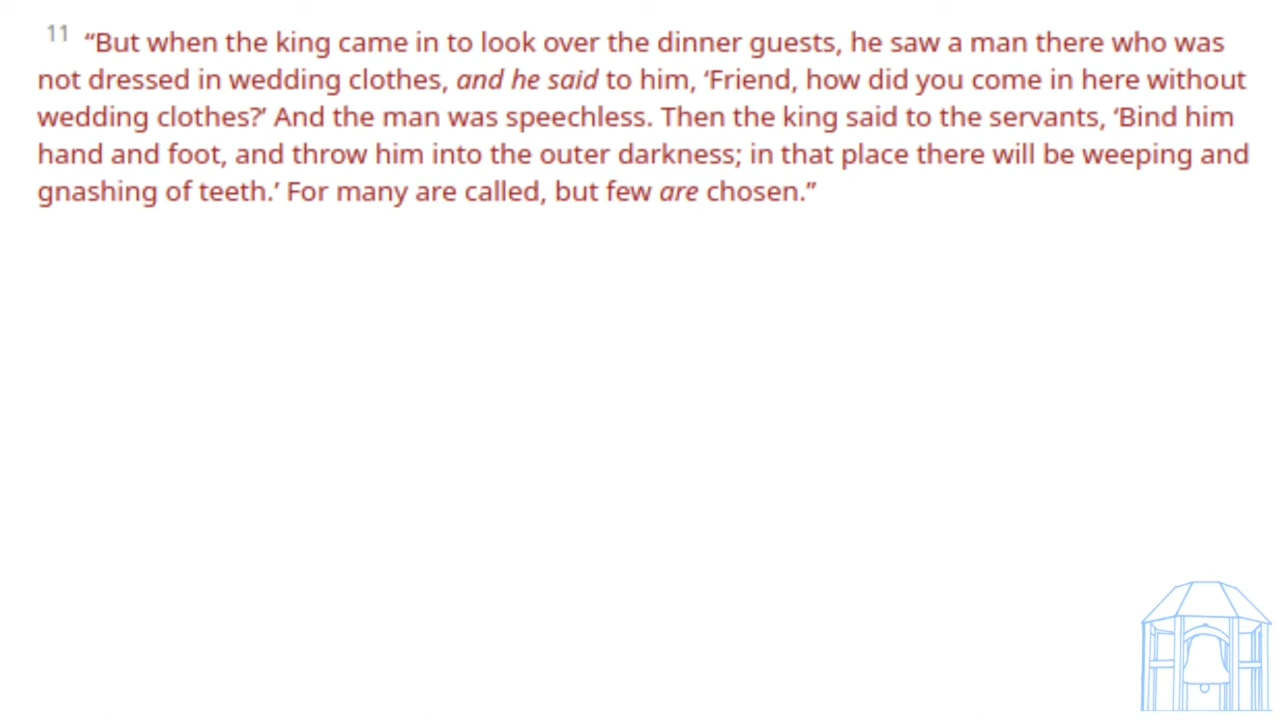 11 “But when the king came in to look over the dinner guests, he saw a man there who was
not dressed in wedding clothes, and he said to him, ‘Friend, how did you come in here without
wedding clothes?’ And the man was speechless. Then the king said to the servants, ‘Bind him
hand and foot, and throw him into the outer darkness; in that place there will be weeping and
gnashing of teeth.’ For many are called, but few are chosen.”